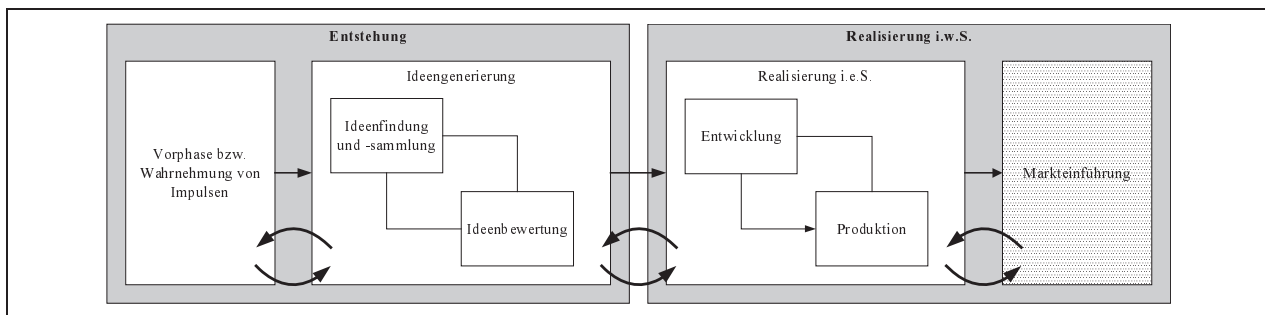 Entstehung
Vorphase bzw.
Wahrnehmung von
Impulsen
Ideengenerierung
Ideenfindung
und -sammlung
Ideenbewertung
Realisierung i.w.S.
Realisierung i.e.S.
Entwicklung
Produktion
Markteinführung